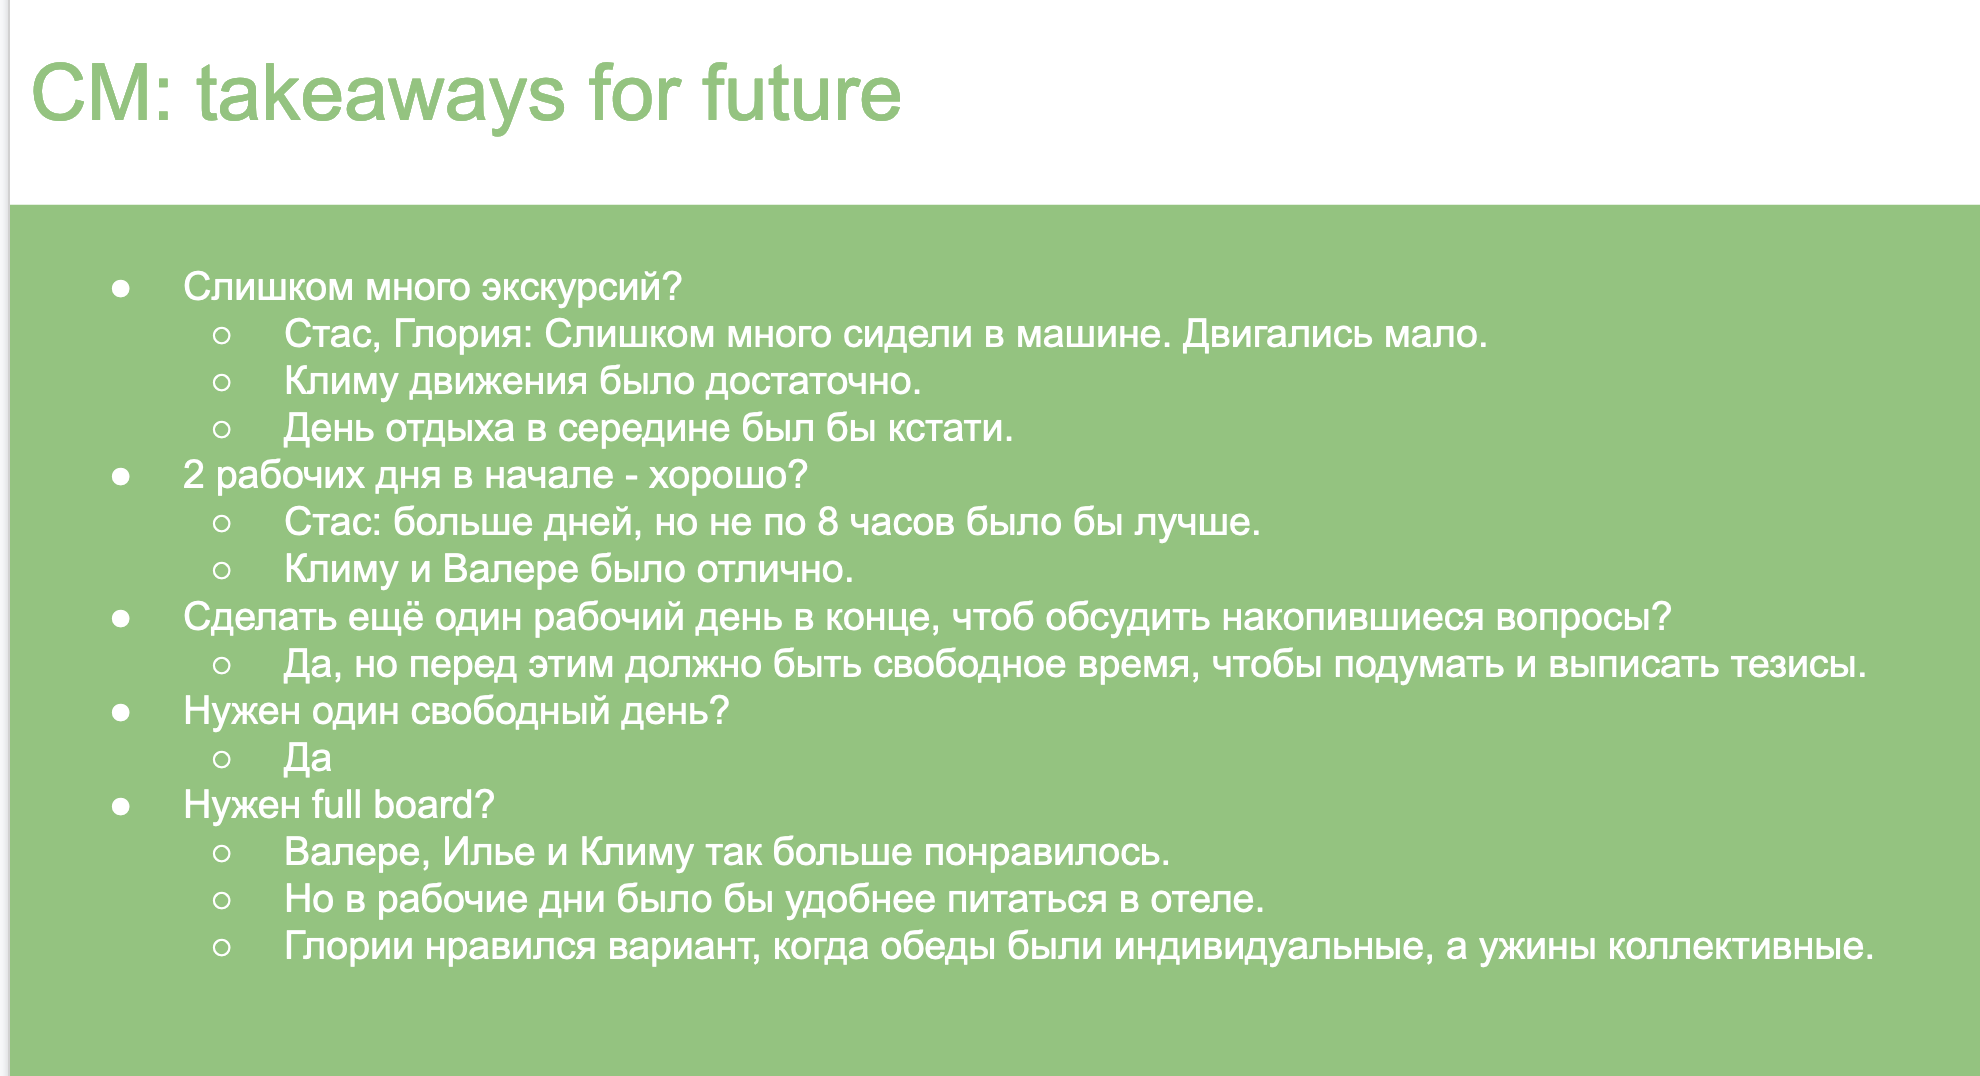 CM: takeaways for future
● Слишком много экскурсий?
○ Стас, Глория: Слишком много сидели в машине. Двигались мало.
○ Климу движения было достаточно.
○ День отдыха в середине был бы кстати.
● 2 рабочих дня в начале - хорошо?
○ Стас: больше дней, но не по 8 часов было бы лучше.
○ Климу и Валере было отлично.
● Сделать ещё один рабочий день в конце, чтоб обсудить накопившиеся вопросы?
○ Да, но перед этим должно быть свободное время, чтобы подумать и выписать тезисы.
● Нужен один свободный день?
○ Да
● Нужен full board?
○ Валере, Илье и Климу так больше понравилось.
○ Но в рабочие дни было бы удобнее питаться в отеле.
○ Глории нравился вариант, когда обеды были индивидуальные, а ужины коллективные.